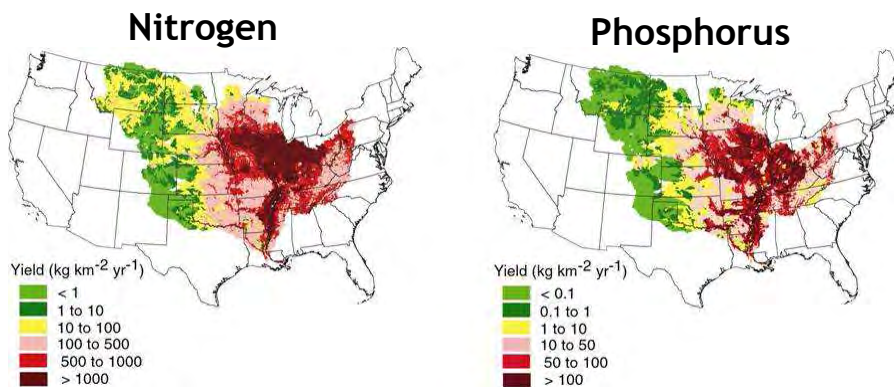 Nitrogen
Yield (kg km⁻² yr⁻¹)
< 1
1 to 10
10 to 100
100 to 500
500 to 1000
> 1000
Phosphorus
Yield (kg km⁻² yr⁻¹)
< 0.1
0.1 to 1
1 to 10
10 to 50
50 to 100
> 100